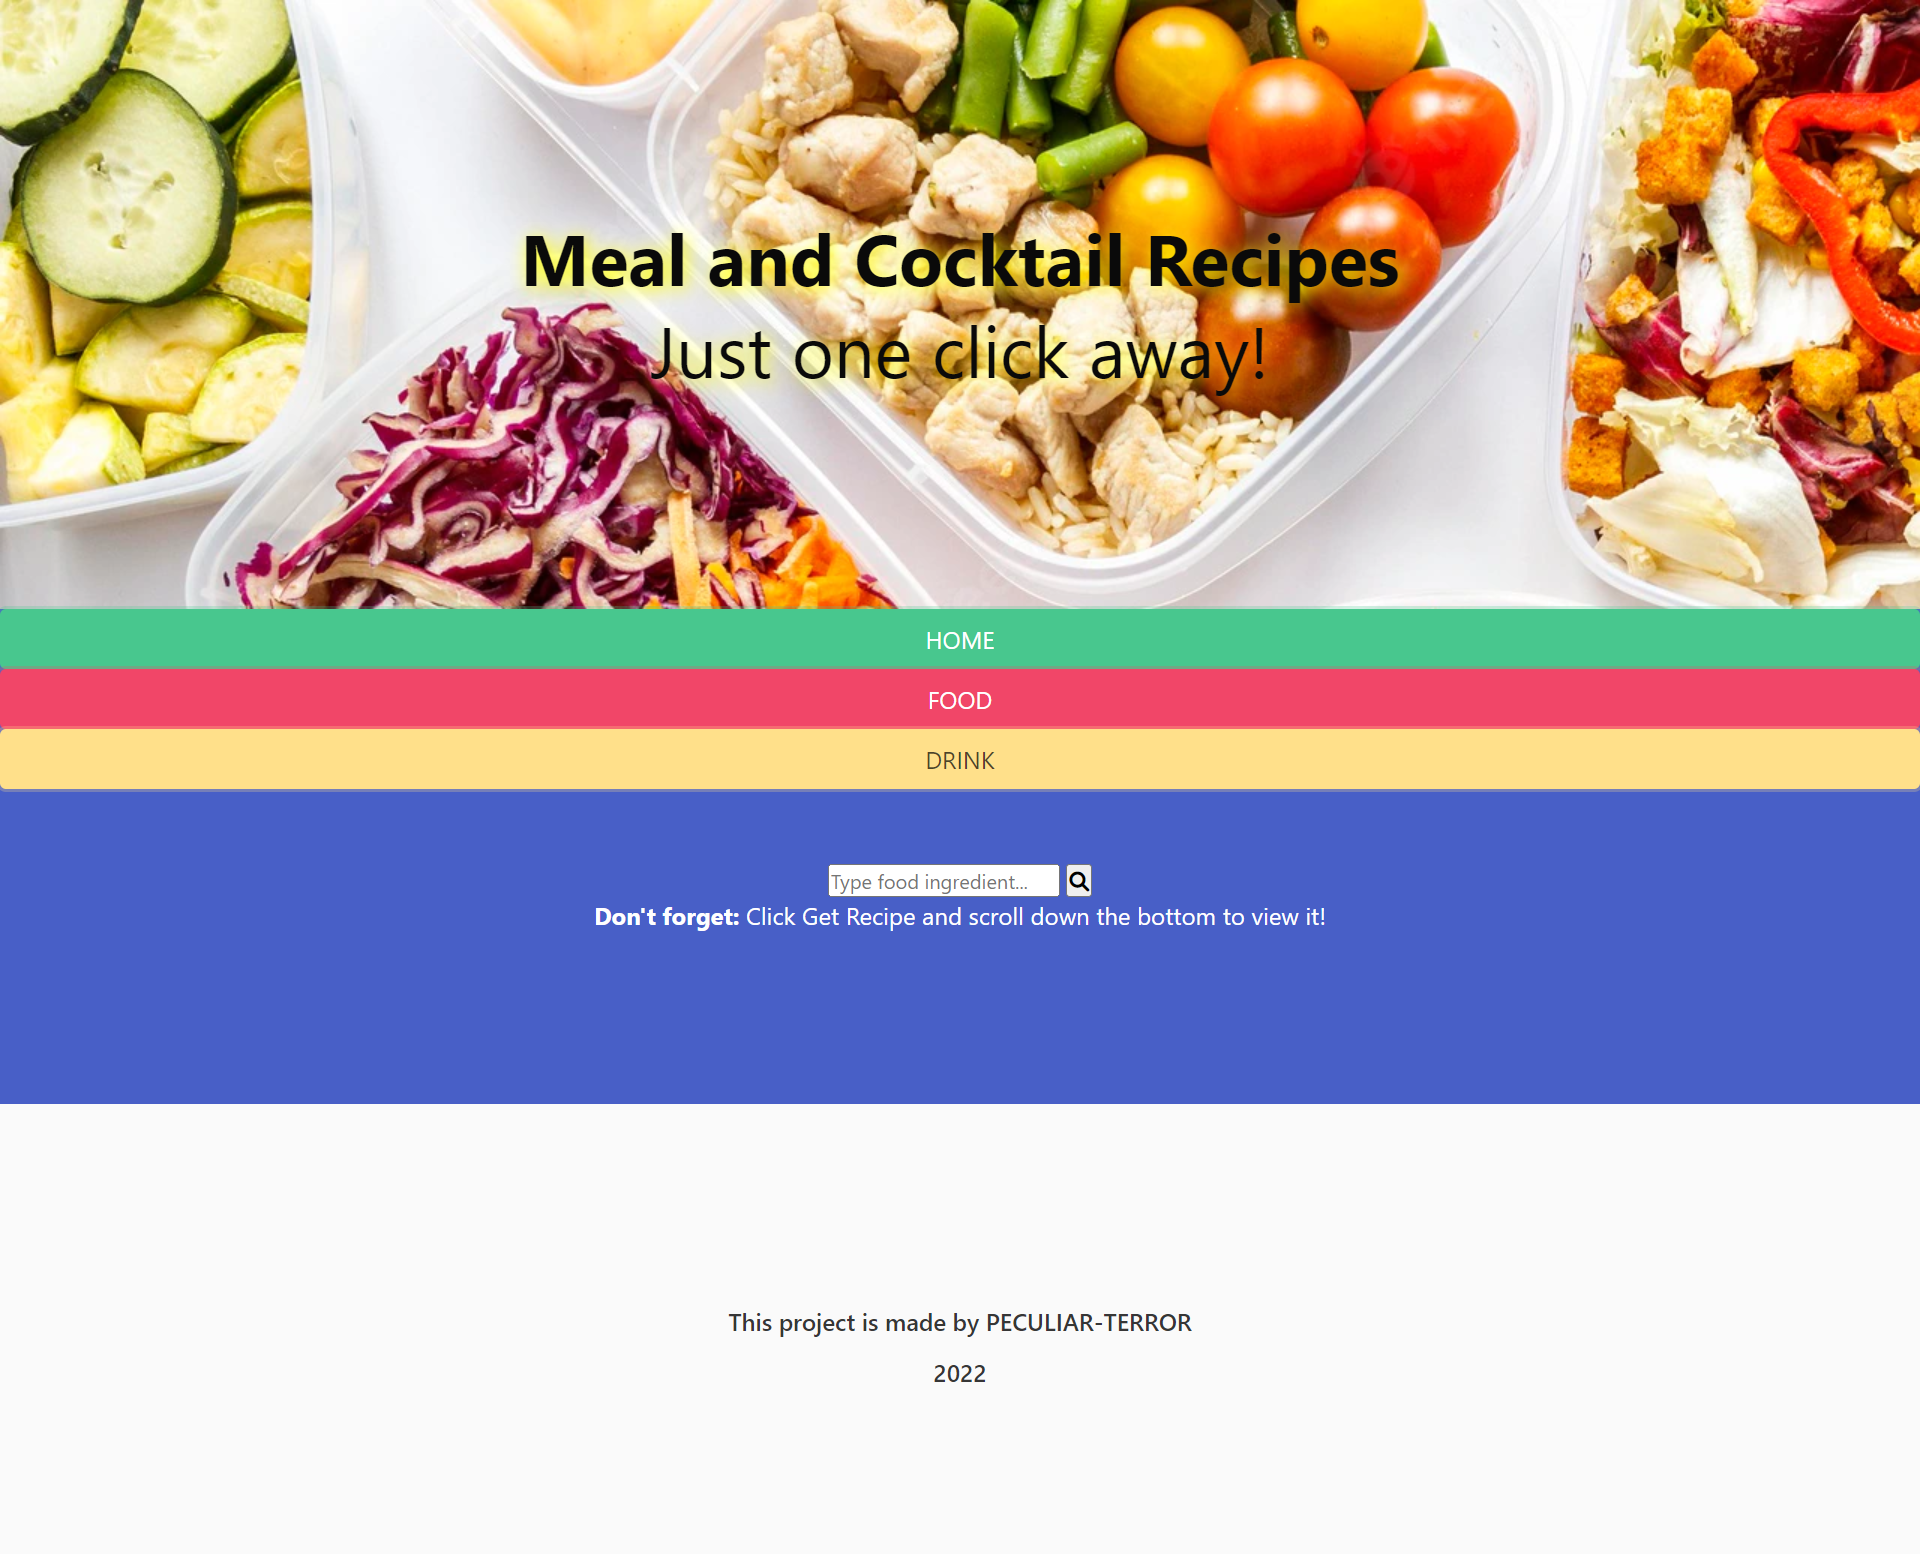 Meal and Cocktail Recipes
Just one click away!
HOME
FOOD
DRINK
Type food ingredient...
Don't forget: Click Get Recipe and scroll down the bottom to view it!
This project is made by PECULIAR-TERROR
2022